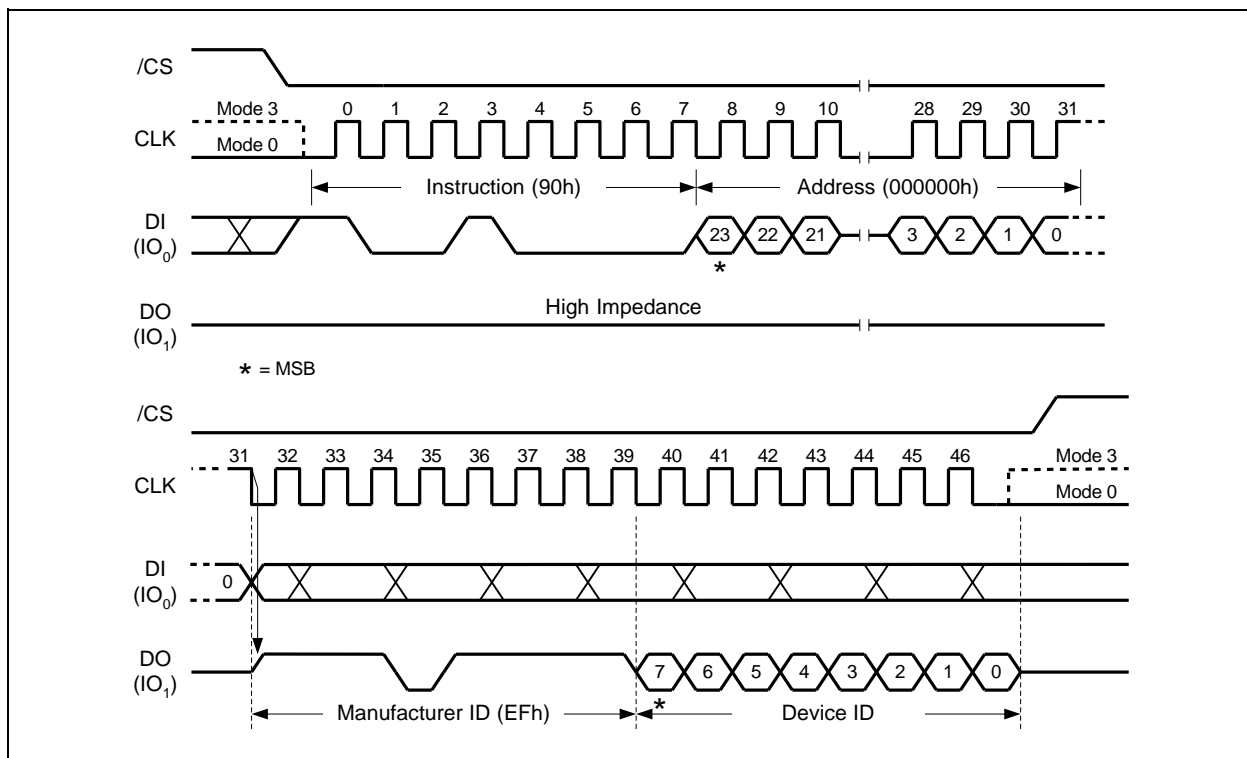 /CS
Mode 3 0 1 2 3 4 5 6 7 8 9 10 28 29 30 31
CLK
Mode 0
Instruction (90h) Address (000000h)
DI
(IO0)
23 22 21 3 2 1 0
*
High Impedance
DO
(IO1)
* = MSB
/CS
31 32 33 34 35 36 37 38 39 40 41 42 43 44 45 46 Mode 3
CLK
Mode 0
DI
(IO0)
0
DO
(IO1)
7 6 5 4 3 2 1 0
*
Manufacturer ID (EFh) Device ID